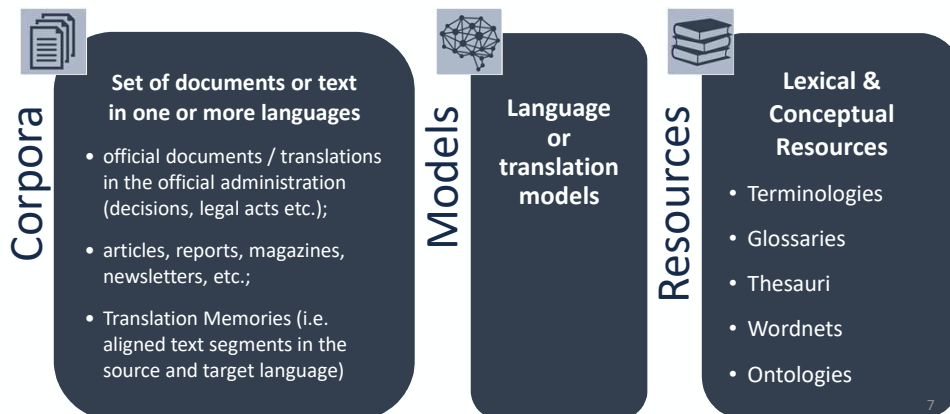 Corpora
Set of documents or text
in one or more languages
• official documents / translations
in the official administration
(decisions, legal acts etc.);
• articles, reports, magazines,
newsletters, etc.;
• Translation Memories (i.e.
aligned text segments in the
source and target language)
Models
Language
or
translation
models
Resources
Lexical &
Conceptual
Resources
• Terminologies
• Glossaries
• Thesauri
• Wordnets
• Ontologies
7